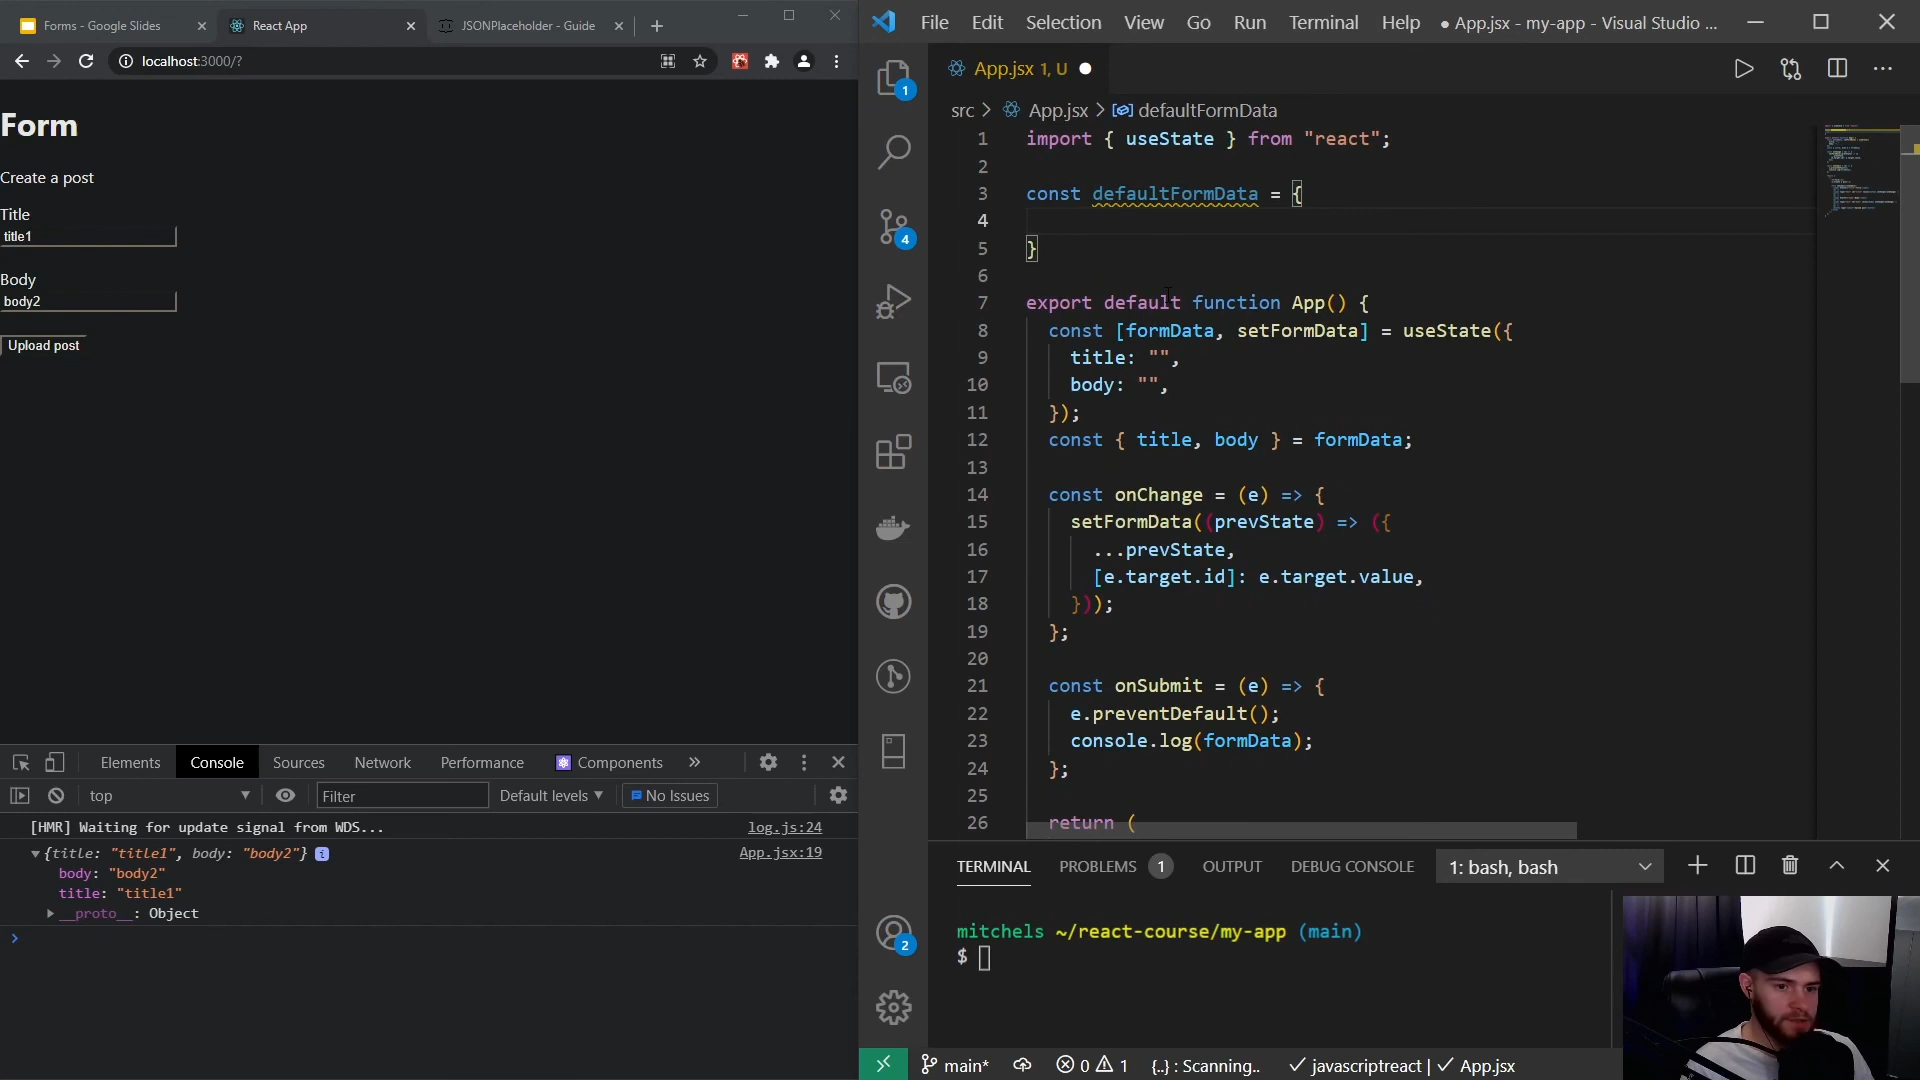 Forms - Google Slides
React App
JSONPlaceholder - Guide
localhost:3000/?
Form
Create a post
Title
title1
Body
body2
Upload post
Elements
Console
Sources
Network
Performance
Components
top
Filter
Default levels
No Issues
[HMR] Waiting for update signal from WDS...
log.js:24
{title: "title1", body: "body2"}
App.jsx:19
body: "body2"
title: "title1"
__proto__: Object
File Edit Selection View Go Run Terminal Help
● App.jsx - my-app - Visual Studio ...
App.jsx 1, U
src > App.jsx > defaultFormData
1 import { useState } from "react";
2
3 const defaultFormData = {
4
5 }
6
7 export default function App() {
8 const [formData, setFormData] = useState({
9 title: "",
10 body: "",
11 });
12 const { title, body } = formData;
13
14 const onChange = (e) => {
15 setFormData((prevState) => ({
16 ...prevState,
17 [e.target.id]: e.target.value,
18 }));
19 };
20
21 const onSubmit = (e) => {
22 e.preventDefault();
23 console.log(formData);
24 };
25
26 return (
1
4
2
TERMINAL
PROBLEMS 1
OUTPUT
DEBUG CONSOLE
1: bash, bash
mitchels ~/react-course/my-app (main)
$
main*
0
1
{..} : Scanning..
javascriptreact |
App.jsx